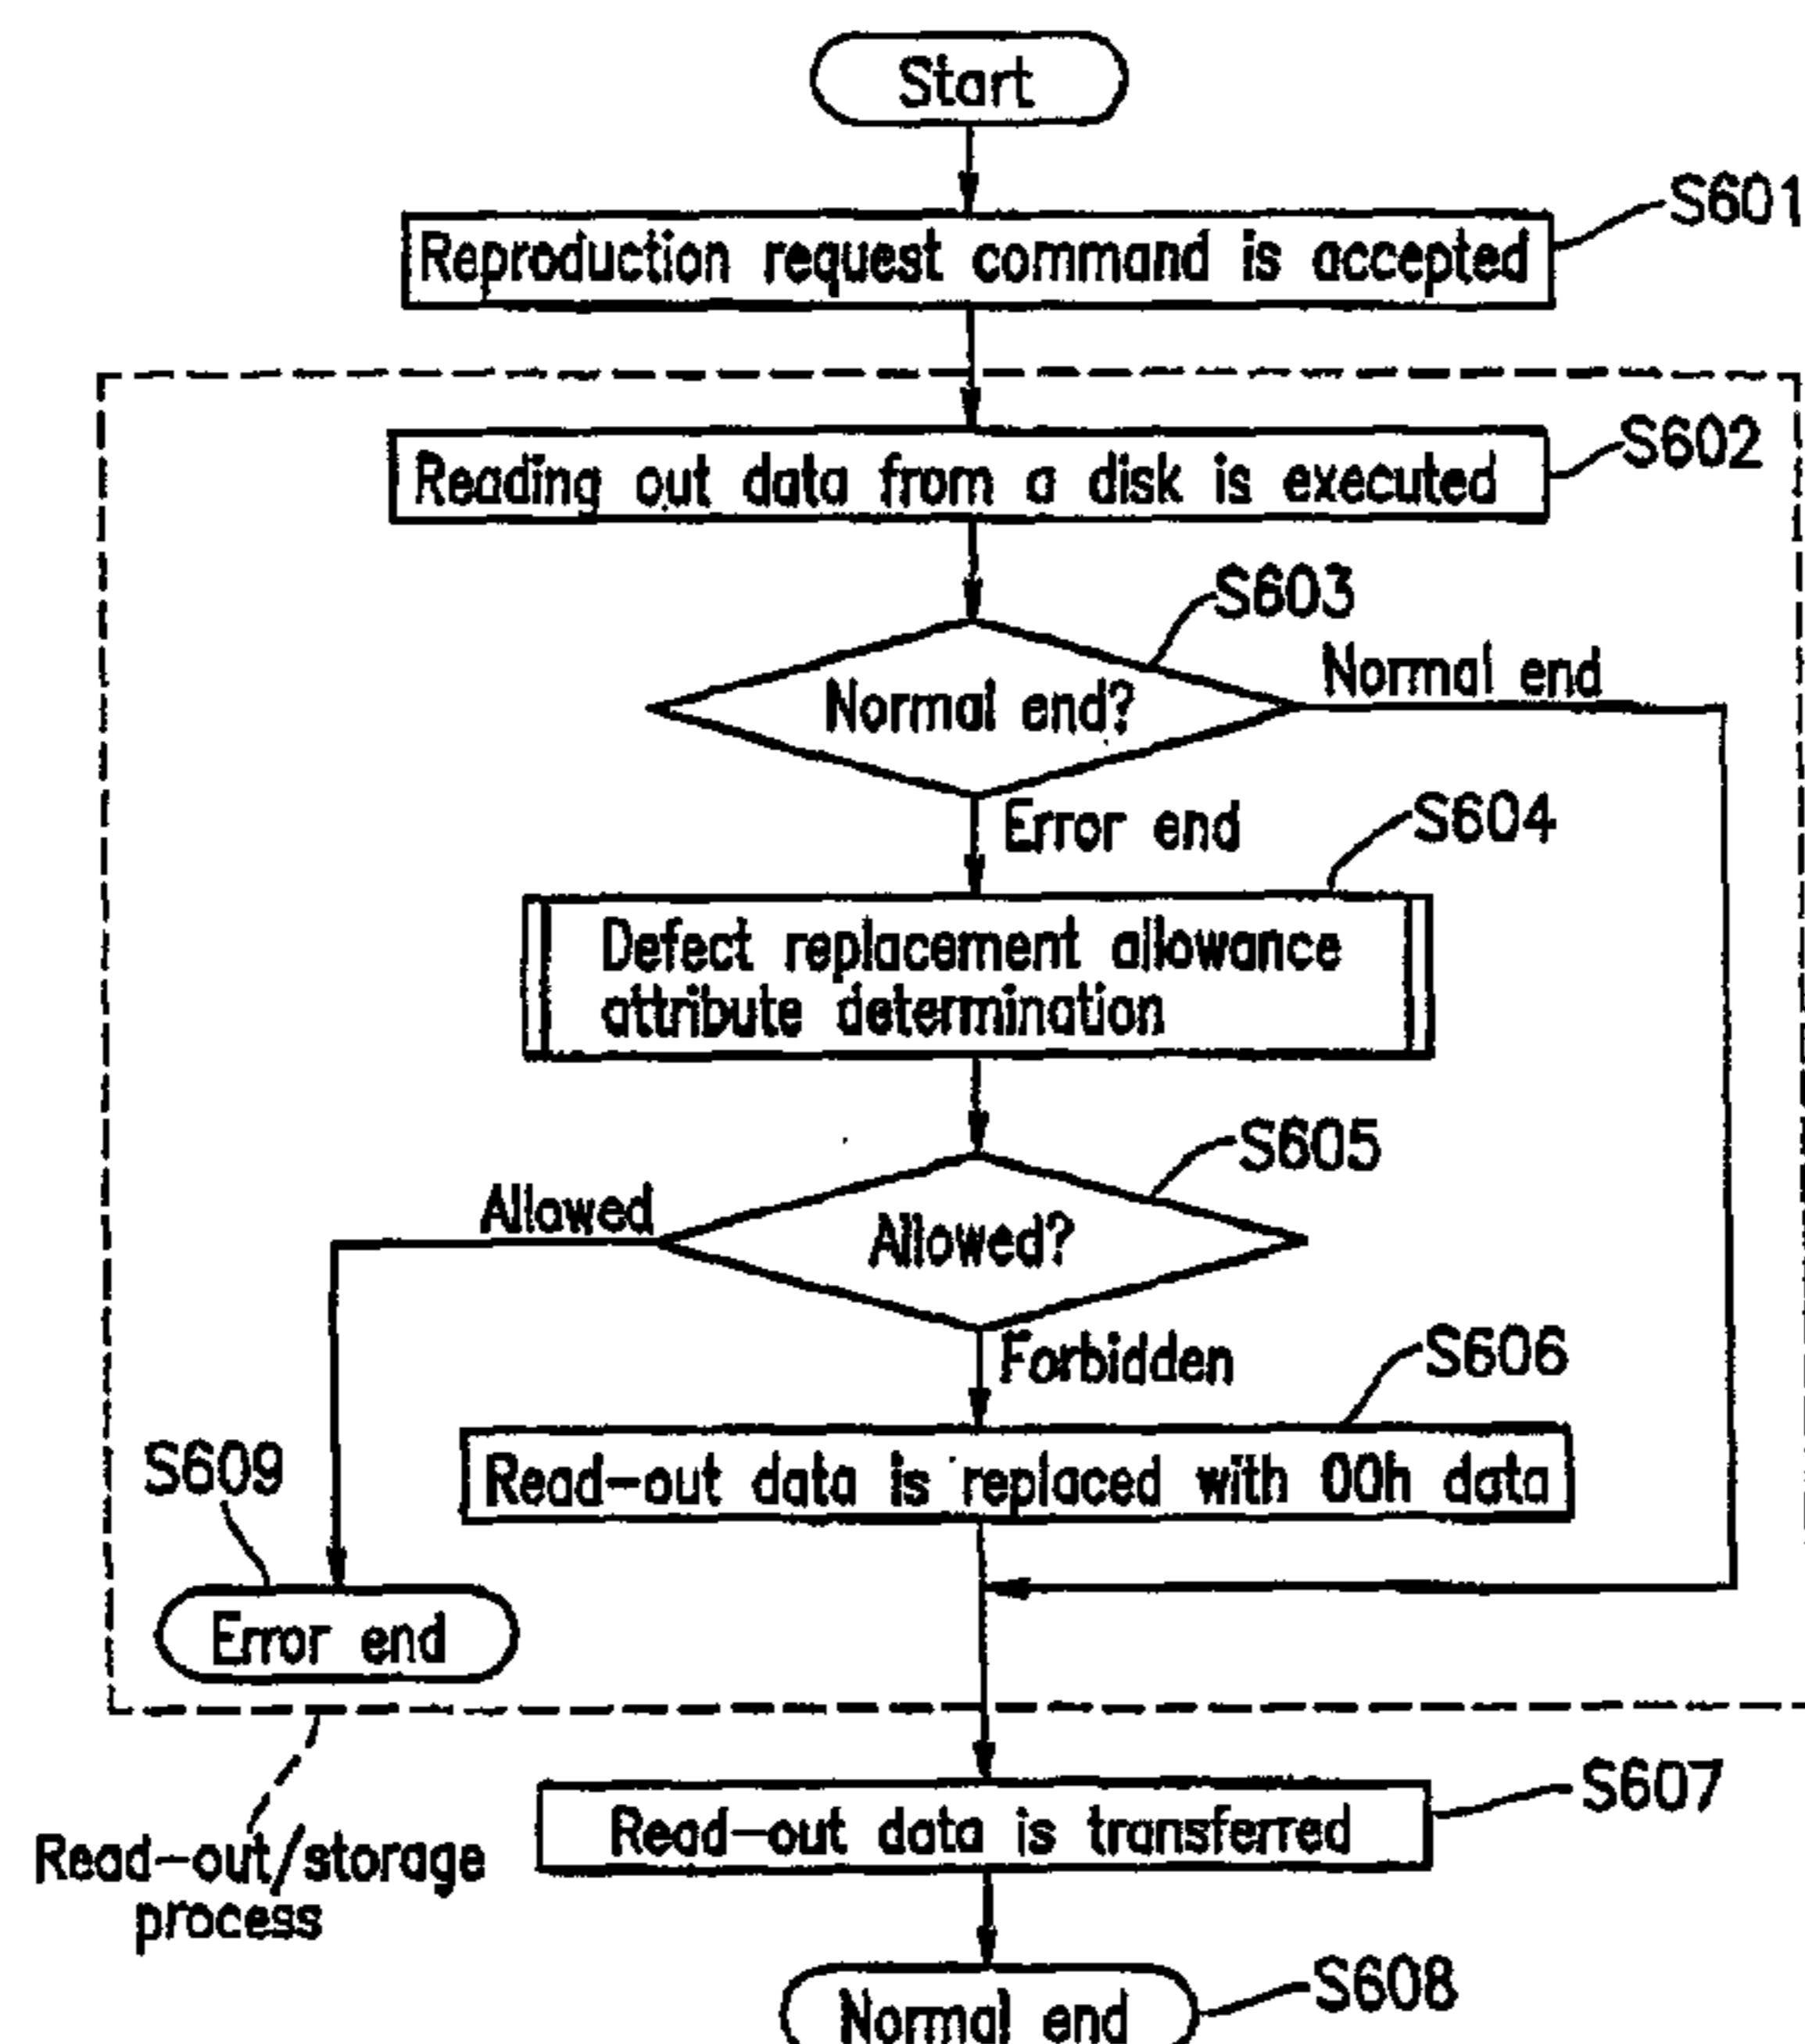 Start
S601
Reproduction request command is accepted
S602
Reading out data from a disk is executed
S603
Normal end?
Normal end
Error end
S604
Defect replacement allowance
attribute determination
S605
Allowed
Allowed?
Forbidden
S606
Read-out data is replaced with 00h data
S609
Error end
S607
Read-out data is transferred
Read-out/storage
process
S608
Normal end